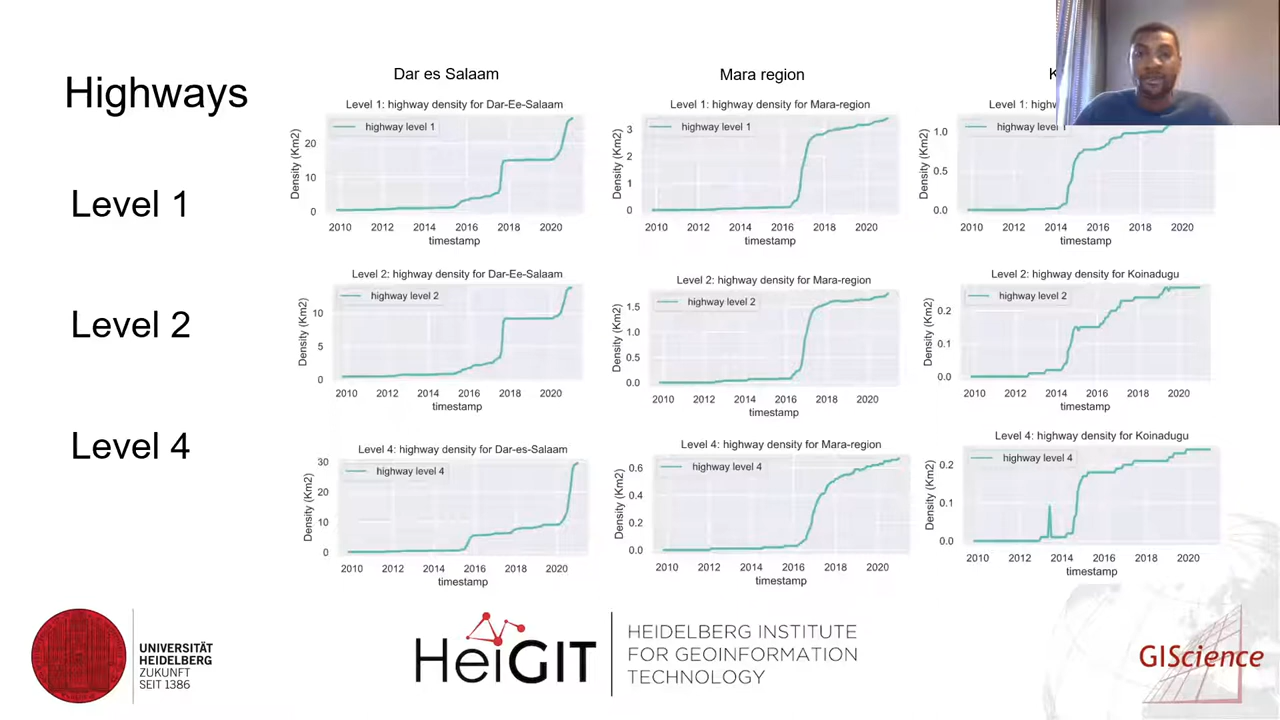 Highways
Level 1
Level 2
Level 4
Dar es Salaam
Level 1: highway density for Dar-Ee-Salaam
highway level 1
Density (Km2)
20
10
0
2010 2012 2014 2016 2018 2020
timestamp
Mara region
Level 1: highway density for Mara-region
highway level 1
Density (Km2)
3
2
1
0
2010 2012 2014 2016 2018 2020
timestamp
K
Level 1: highw
highway level 1
Density (Km2)
1.0
0.5
0.0
2010 2012 2014 2016 2018 2020
timestamp
Level 2: highway density for Dar-Ee-Salaam
highway level 2
Density (Km2)
10
5
0
2010 2012 2014 2016 2018 2020
timestamp
Level 2: highway density for Mara-region
highway level 2
Density (Km2)
1.5
1.0
0.5
0.0
2010 2012 2014 2016 2018 2020
timestamp
Level 2: highway density for Koinadugu
highway level 2
Density (Km2)
0.2
0.1
0.0
2010 2012 2014 2016 2018 2020
timestamp
Level 4: highway density for Dar-es-Salaam
highway level 4
Density (Km2)
30
20
10
0
2010 2012 2014 2016 2018 2020
timestamp
Level 4: highway density for Mara-region
highway level 4
Density (Km2)
0.6
0.4
0.2
0.0
2010 2012 2014 2016 2018 2020
timestamp
Level 4: highway density for Koinadugu
highway level 4
Density (Km2)
0.2
0.1
0.0
2010 2012 2014 2016 2018 2020
timestamp
UNIVERSITÄT
HEIDELBERG
ZUKUNFT
SEIT 1386
HeiGIT
HEIDELBERG INSTITUTE
FOR GEOINFORMATION
TECHNOLOGY
GIScience